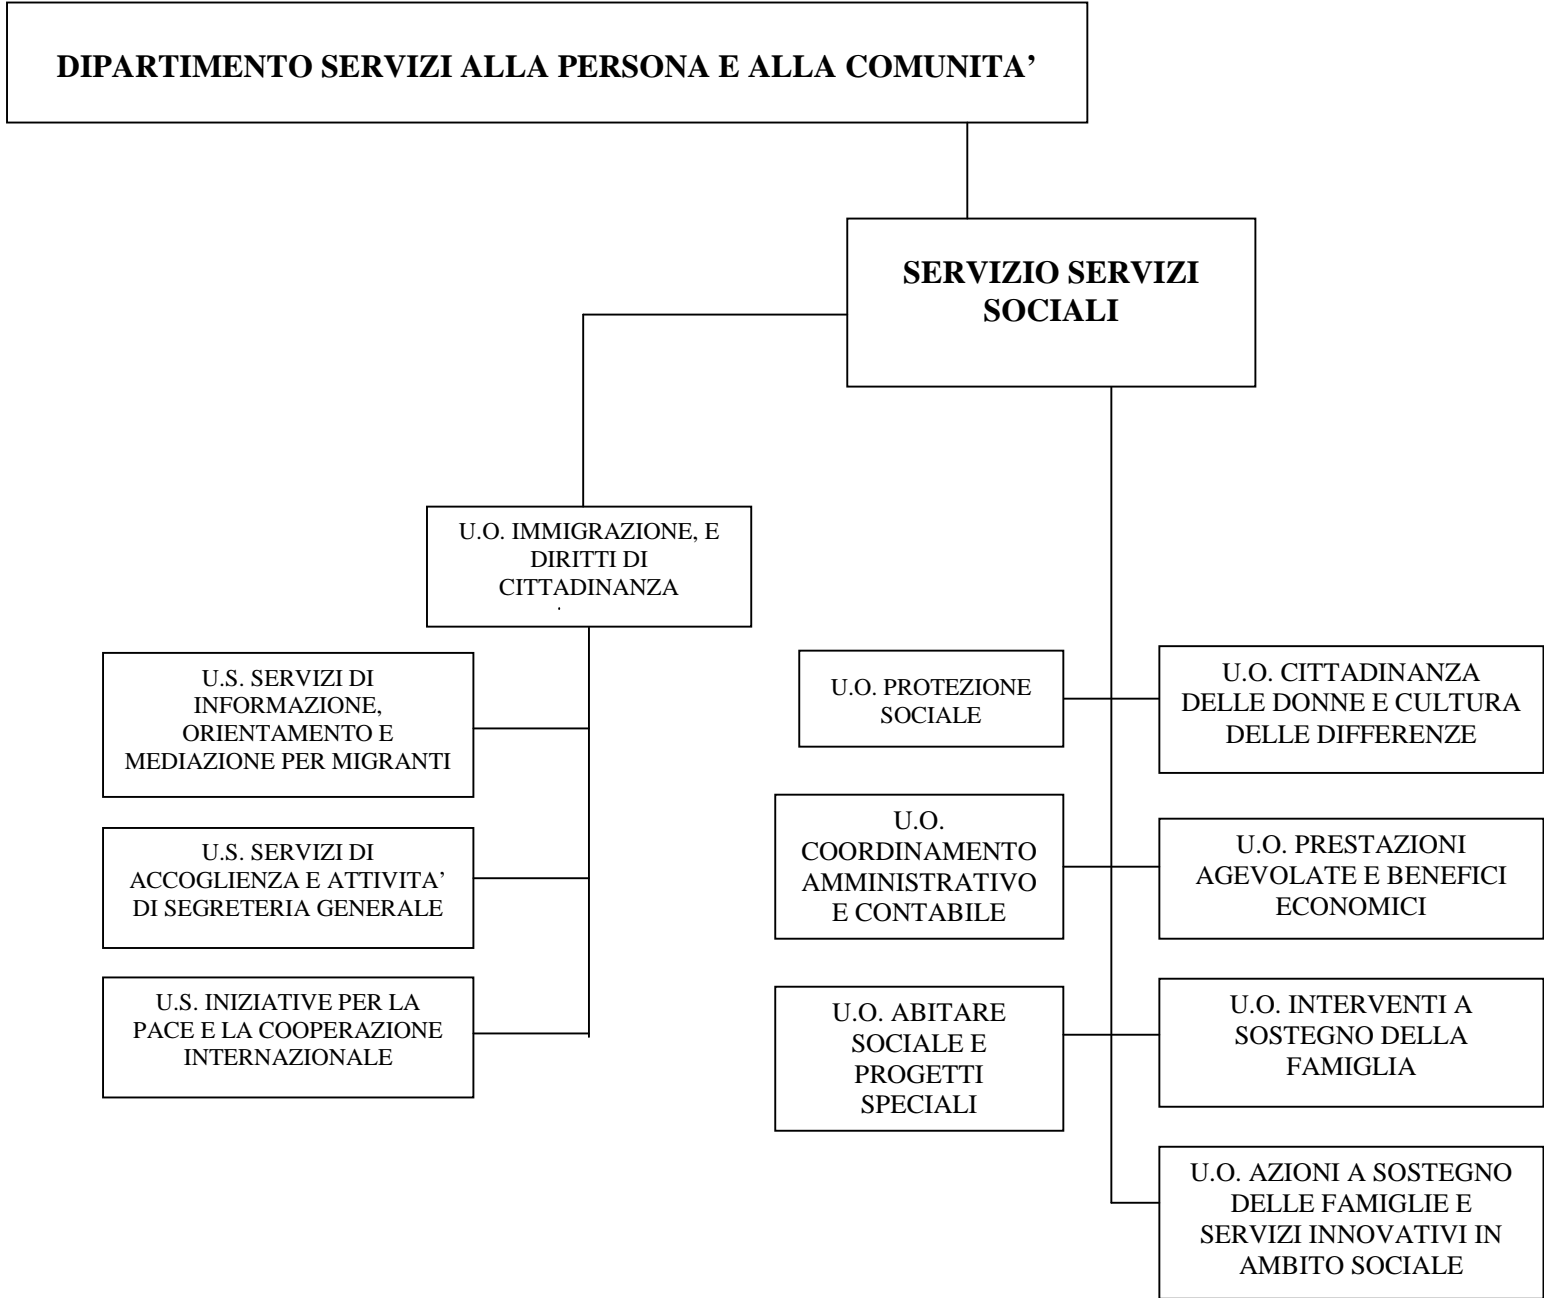 DIPARTIMENTO SERVIZI ALLA PERSONA E ALLA COMUNITA’
SERVIZIO SERVIZI
SOCIALI
U.O. IMMIGRAZIONE, E
DIRITTI DI
CITTADINANZA
.
U.S. SERVIZI DI
INFORMAZIONE,
ORIENTAMENTO E
MEDIAZIONE PER MIGRANTI
U.S. SERVIZI DI
ACCOGLIENZA E ATTIVITA’
DI SEGRETERIA GENERALE
U.S. INIZIATIVE PER LA
PACE E LA COOPERAZIONE
INTERNAZIONALE
U.O. PROTEZIONE
SOCIALE
U.O.
COORDINAMENTO
AMMINISTRATIVO
E CONTABILE
U.O. ABITARE
SOCIALE E
PROGETTI
SPECIALI
U.O. CITTADINANZA
DELLE DONNE E CULTURA
DELLE DIFFERENZE
U.O. PRESTAZIONI
AGEVOLATE E BENEFICI
ECONOMICI
U.O. INTERVENTI A
SOSTEGNO DELLA
FAMIGLIA
U.O. AZIONI A SOSTEGNO
DELLE FAMIGLIE E
SERVIZI INNOVATIVI IN
AMBITO SOCIALE